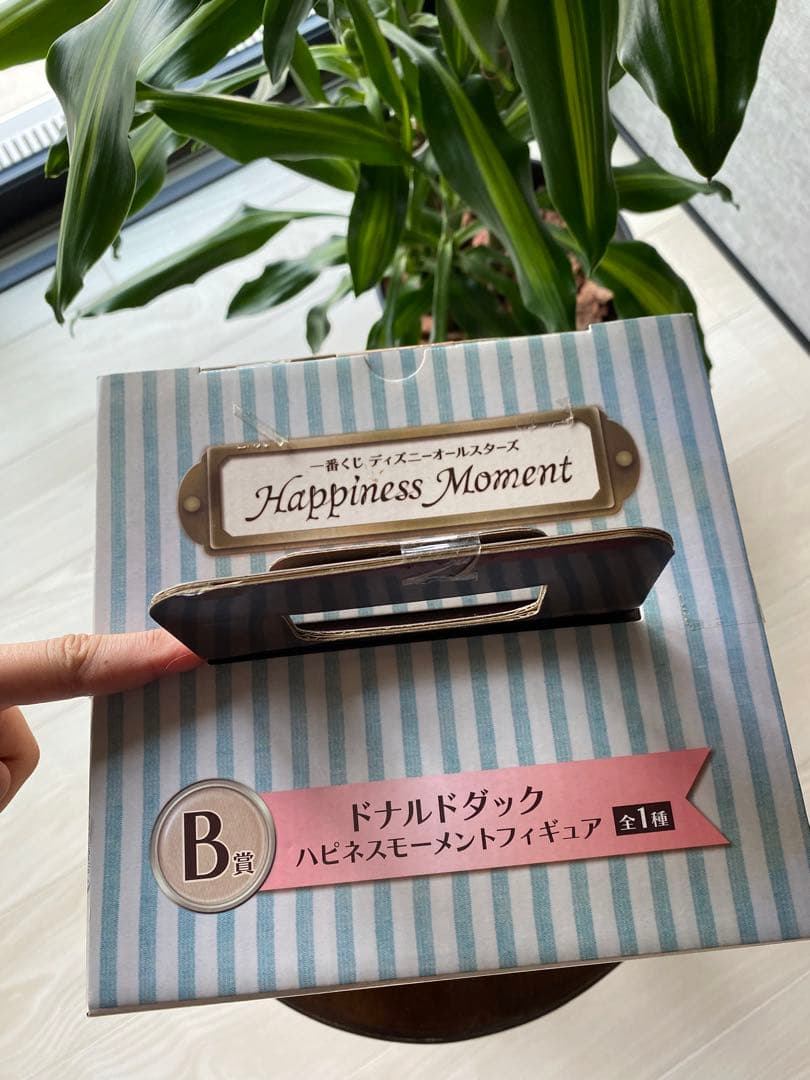 一番くじ ディズニーオールスターズ
Happiness Moment
B賞
ドナルドダック
ハピネスモーメントフィギュア 全1種